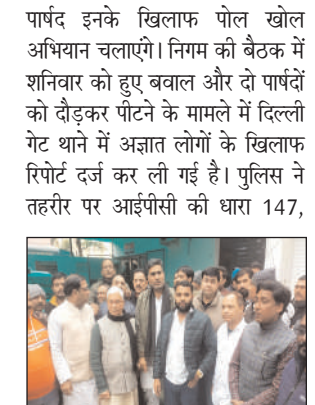 पार्षद इनके खिलाफ पोल खोल
अभियान चलाएंगे। निगम की बैठक में
शनिवार को हुए बवाल और दो पार्षदों
को दौड़कर पीटने के मामले में दिल्ली
गेट थाने में अज्ञात लोगों के खिलाफ
रिपोर्ट दर्ज कर ली गई है। पुलिस ने
तहरीर पर आईपीसी की धारा 147,